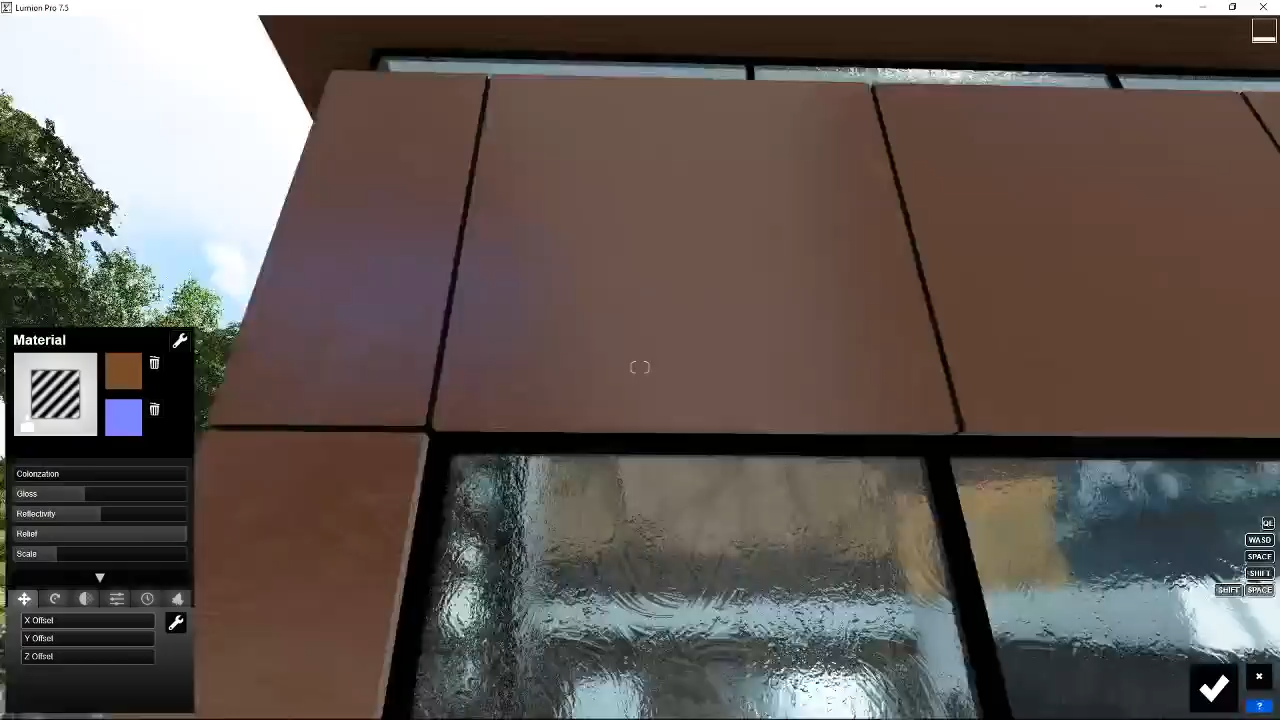 Lumion Pro 7.5
Material
Colorization
Gloss
Reflectivity
Relief
Scale
X Offset
Y Offset
Z Offset
QE
WASD
SPACE
SHIFT
SHIFT SPACE
?